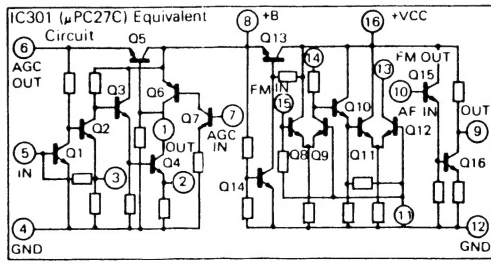 IC301 (μPC27C) Equivalent
Circuit
6
AGC
OUT
Q5
8
+B
Q13
16
+VCC
Q3
Q6
14
FM IN
13
FM OUT
Q15
Q2
Q7
7
AGC
IN
15
Q10
10
AF IN
OUT
9
5
IN
Q1
1
OUT
Q4
Q8
Q9
Q11
Q12
3
2
Q14
Q16
4
GND
11
12
GND